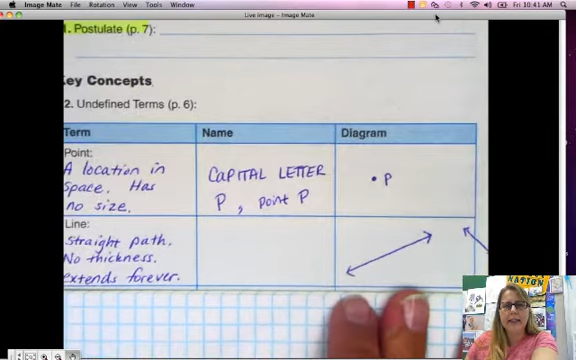 Image Mate File Rotation View Tools Window Fri 10:41 AM
Live Image – Image Mate
1. Postulate (p. 7):
Key Concepts
2. Undefined Terms (p. 6):
Term Name Diagram
Point:
A location in
space. Has
no size.
CAPITAL LETTER
P, point P
P
Line:
straight path.
No thickness.
extends forever.